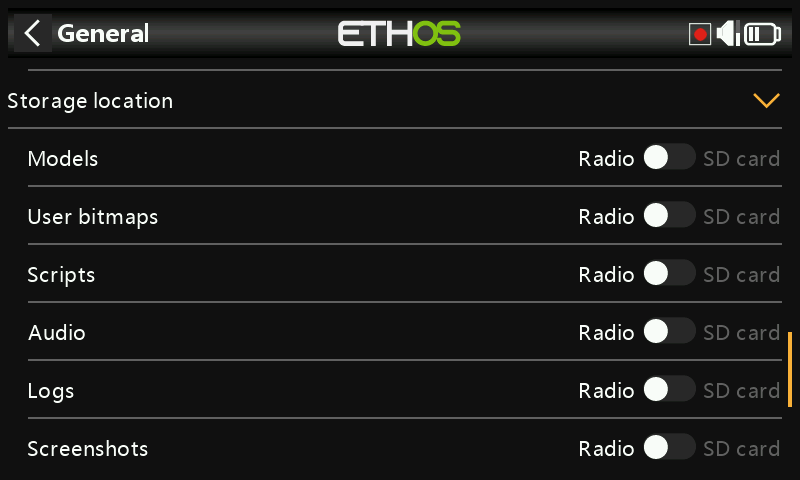 General
ETHOS
Storage location
Models Radio SD card
User bitmaps Radio SD card
Scripts Radio SD card
Audio Radio SD card
Logs Radio SD card
Screenshots Radio SD card